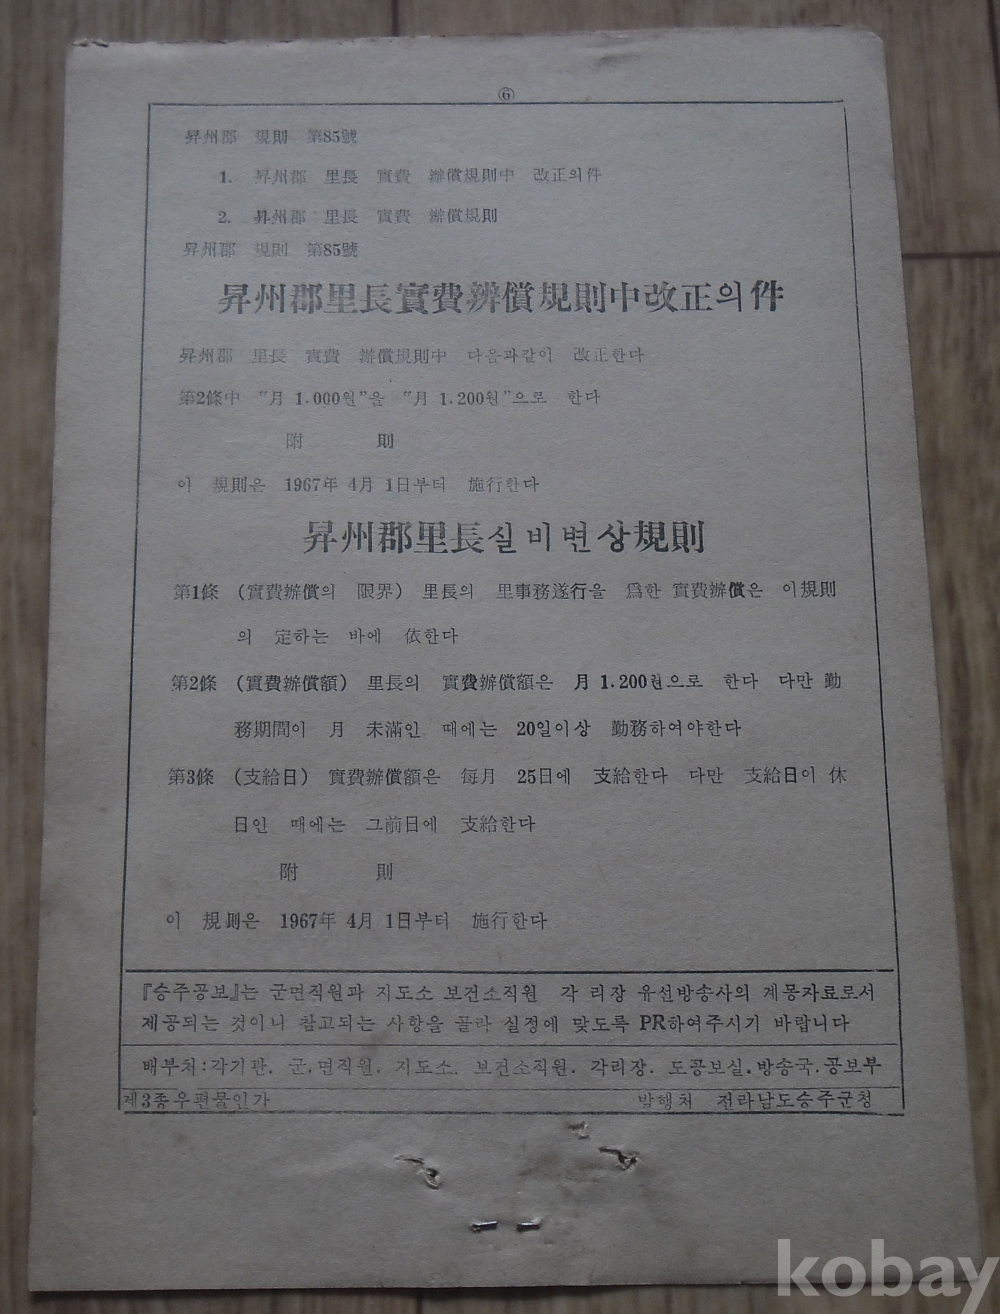 ⑥
昇州郡 規則 第85號
1. 昇州郡 里長 實費 辦償規則中 改正의件
2. 昇州郡 里長 實費 辦償規則
昇州郡 規則 第85號
昇州郡里長實費辨償規則中改正의件
昇州郡 里長 實費 辦償規則中 다음과같이 改正한다
第2條中 “月 1.000원”을 “月 1.200원”으로 한다
附 則
이 規則은 1967年 4月 1日부터 施行한다
昇州郡里長실비변상規則
第1條 (實費辦償의 限界) 里長의 里事務遂行을 爲한 實費辦償은 이規則
의 定하는 바에 依한다
第2條 (實費辦償額) 里長의 實費辦償額은 月 1.200원으로 한다 다만 勤
務期間이 月 未滿인 때에는 20일이상 勤務하여야한다
第3條 (支給日) 實費辦償額은 每月 25日에 支給한다 다만 支給日이 休
日인 때에는 그前日에 支給한다
附 則
이 規則은 1967年 4月 1日부터 施行한다
『승주공보』는 군면직원과 지도소 보건소직원 각 리장 유선방송사의 계몽자료로서
제공되는 것이니 참고되는 사항을 골라 실정에 맞도록 PR하여주시기 바랍니다
배부처:각기관. 군,면직원. 지도소. 보건소직원. 각리장. 도공보실.방송국.공보부
제3종우편물인가 발행처 전라남도승주군청
kobay